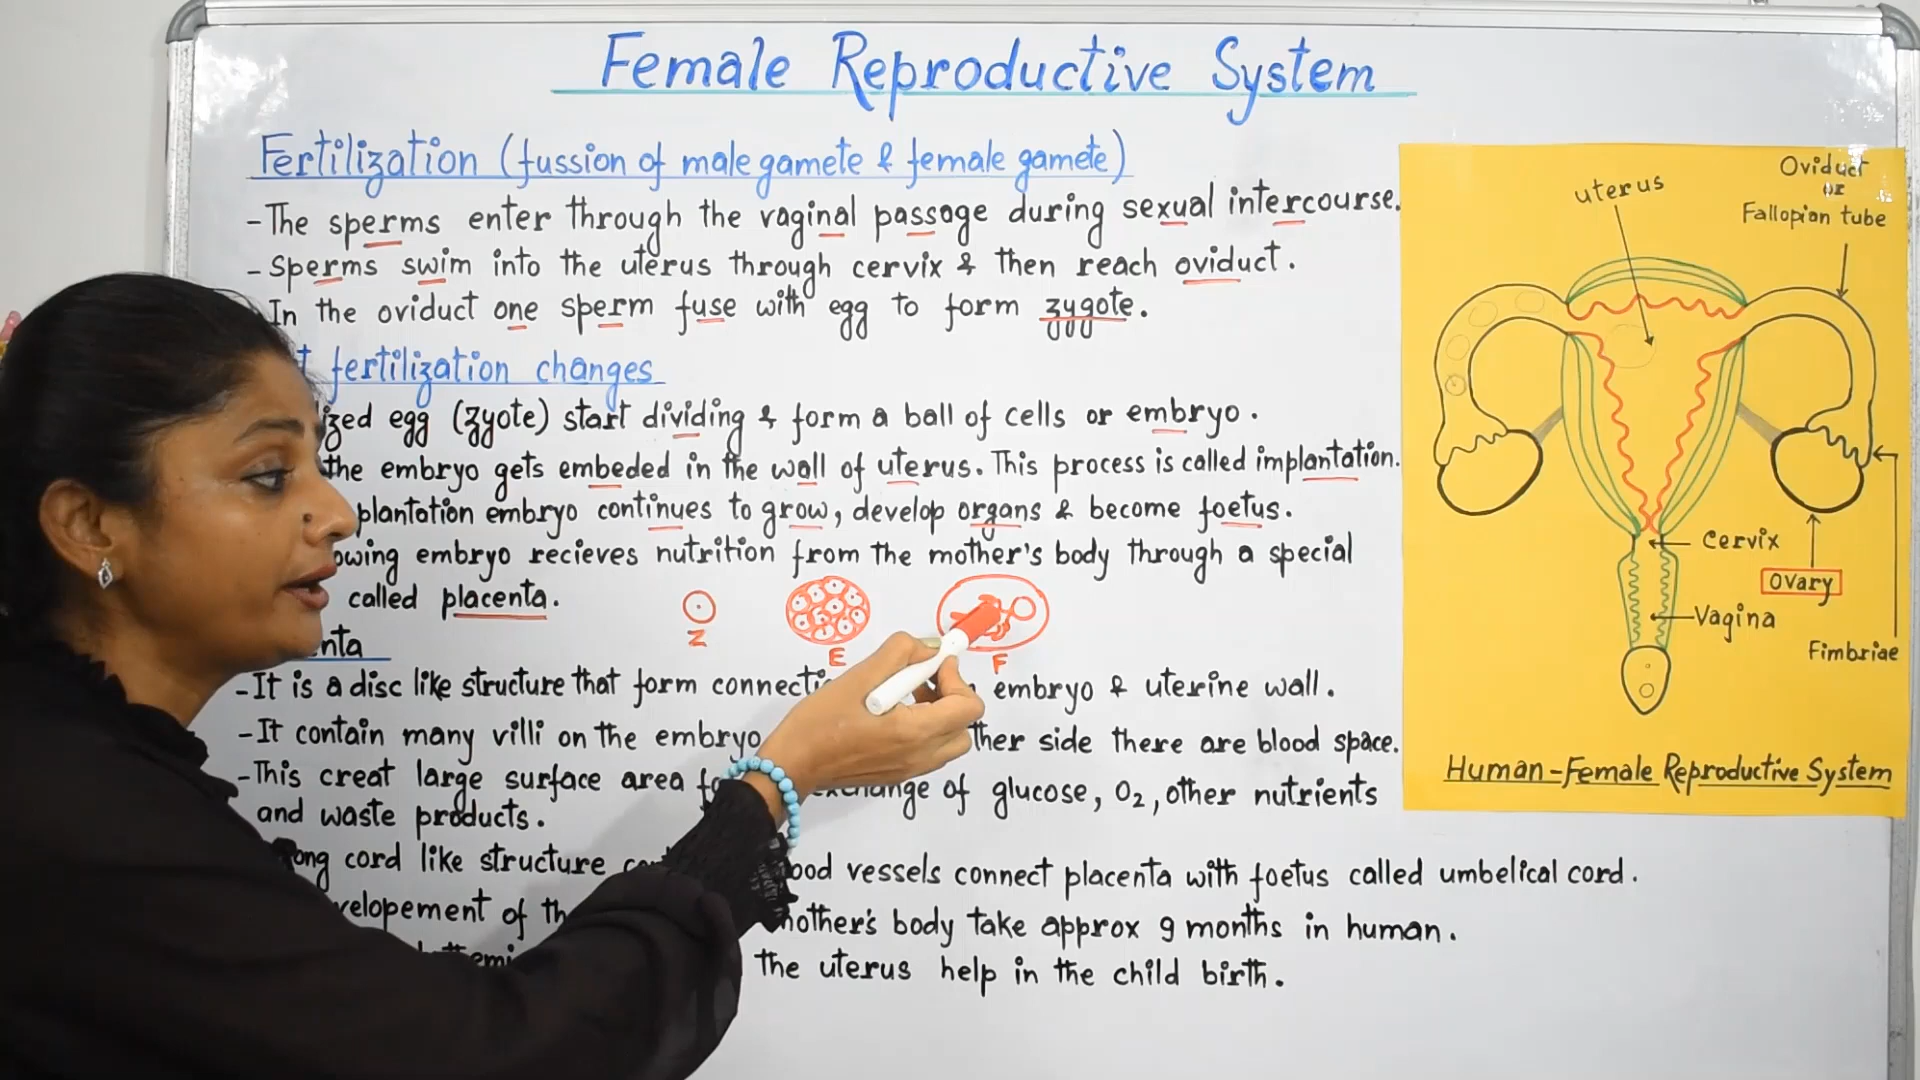 Female Reproductive System
Fertilization (fussion of male gamete & female gamete)
-The sperms enter through the vaginal passage during sexual intercourse.
-Sperms swim into the uterus through cervix & then reach oviduct.
In the oviduct one sperm fuse with egg to form zygote.
fertilization changes
egg (zyote) start dividing & form a ball of cells or embryo.
the embryo gets embeded in the wall of uterus. This process is called implantation.
plantation embryo continues to grow, develop organs & become foetus.
owing embryo recieves nutrition from the mother's body through a special
called placenta.
Z
E
F
enta
-It is a disc like structure that form connecti embryo & uterine wall.
-It contain many villi on the embryo ther side there are blood space.
-This creat large surface area exchange of glucose, O2, other nutrients
and waste products.
ong cord like structure ood vessels connect placenta with foetus called umbelical cord.
velopement of th mother's body take approx 9 months in human.
the uterus help in the child birth.
uterus
Oviduct
or
Fallopian tube
Cervix
Ovary
Vagina
Fimbriae
Human-Female Reproductive System